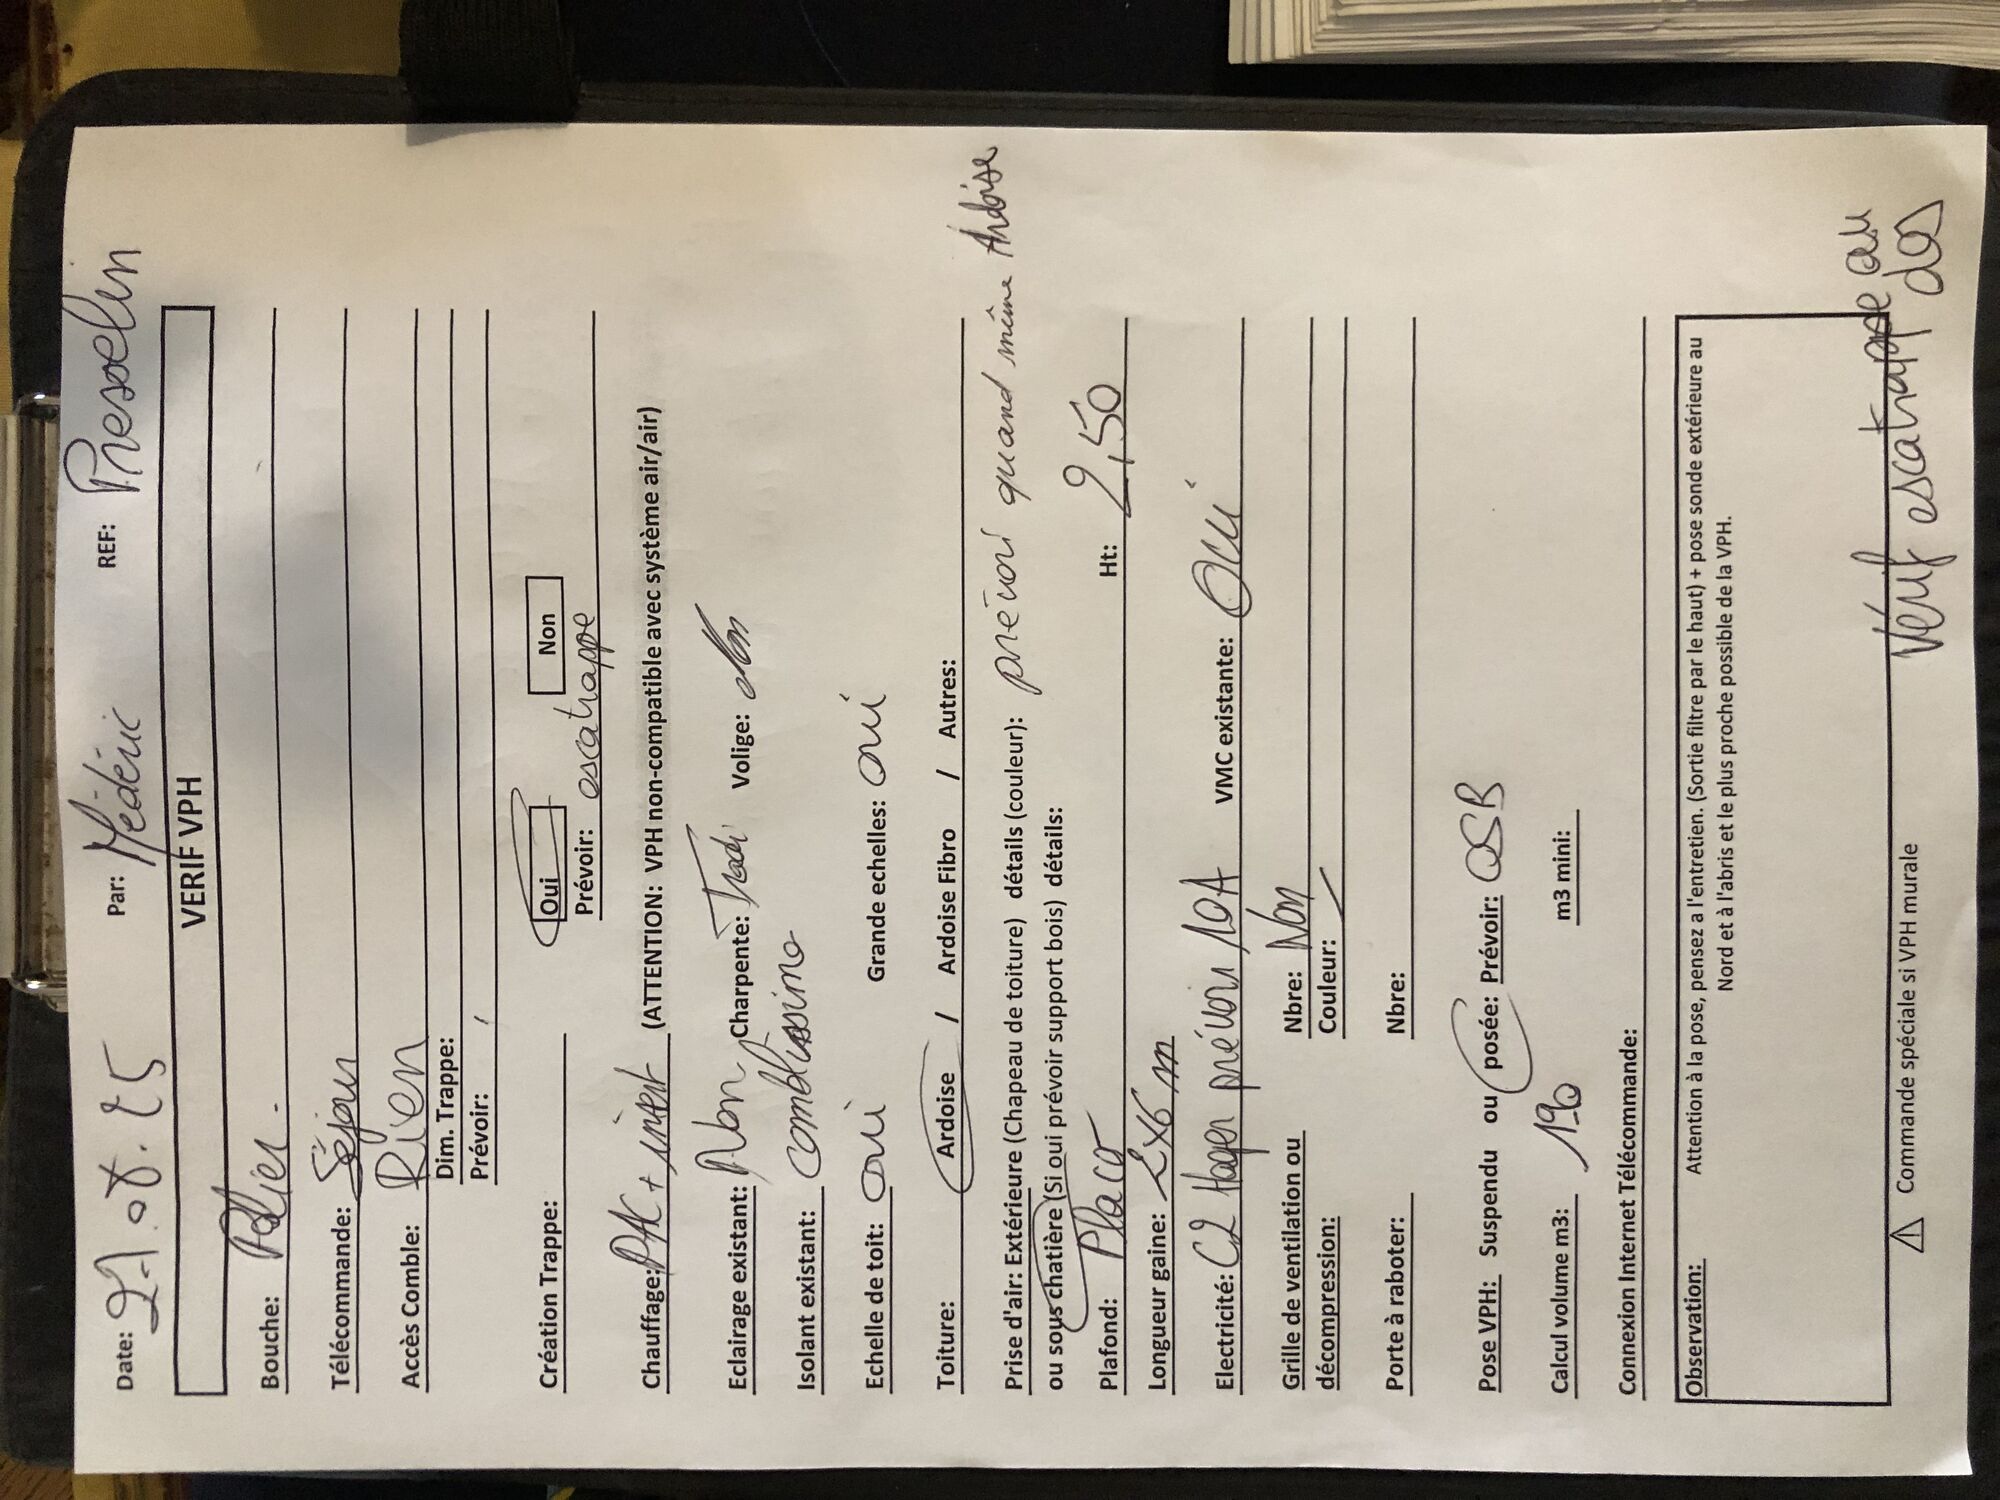 Date: 21.08.25 Par: Médéric REF: Presselin
VERIF VPH
Bouche: Palier.
Télécommande: Séjour
Accès Comble: Rien
Dim. Trappe:
Prévoir:
Création Trappe: Oui Non
Prévoir: escatrappe
Chauffage: PAC + insert (ATTENTION: VPH non-compatible avec système air/air)
Eclairage existant: Non Charpente: Tradi Volige: Non
Isolant existant: comblissimo
Echelle de toit: oui Grande echelles: oui
Toiture: Ardoise / Ardoise Fibro / Autres:
Prise d'air: Extérieure (Chapeau de toiture) détails (couleur): prévoir quand même Ardoise
ou sous chatière (Si oui prévoir support bois) détails:
Plafond: Placo Ht: 2,50
Longueur gaine: 2x6m
Electricité: C2 Hager prévoir 10A VMC existante: Oui
Grille de ventilation ou Nbre: Non
décompression: Couleur:
Porte à raboter: Nbre:
Pose VPH: Suspendu ou posée: Prévoir: OSB
Calcul volume m3: 190 m3 mini:
Connexion Internet Télécommande:
Observation: Attention à la pose, pensez a l'entretien. (Sortie filtre par le haut) + pose sonde extérieure au
Nord et à l'abris et le plus proche possible de la VPH.
⚠ Commande spéciale si VPH murale
Vérif escatrappe au
dos